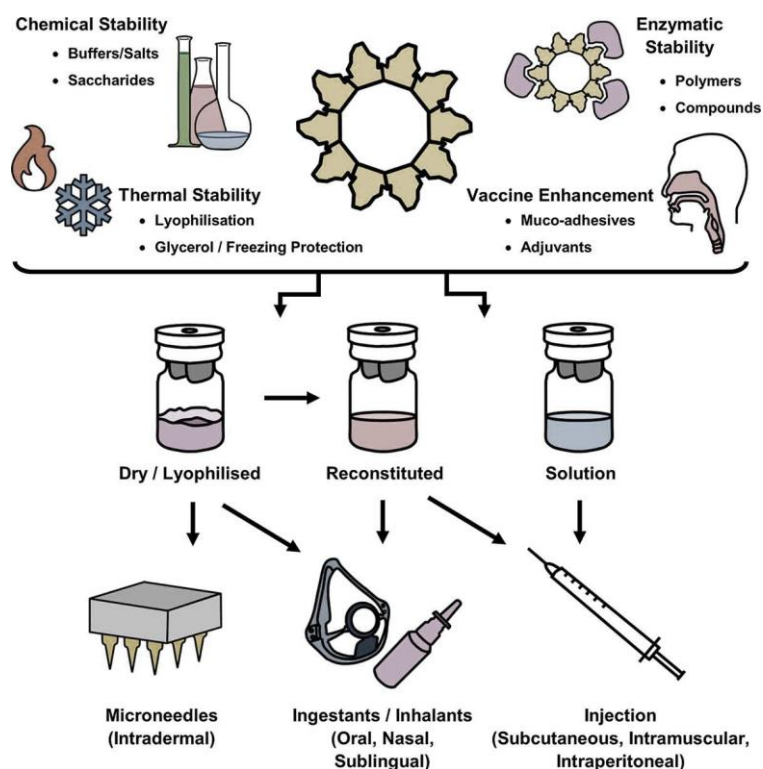 Chemical Stability
• Buffers/Salts
• Saccharides
Enzymatic
Stability
• Polymers
• Compounds
Thermal Stability
• Lyophilisation
• Glycerol / Freezing Protection
Vaccine Enhancement
• Muco-adhesives
• Adjuvants
Dry / Lyophilised
Reconstituted
Solution
Microneedles
(Intradermal)
Ingestants / Inhalants
(Oral, Nasal,
Sublingual)
Injection
(Subcutaneous, Intramuscular,
Intraperitoneal)